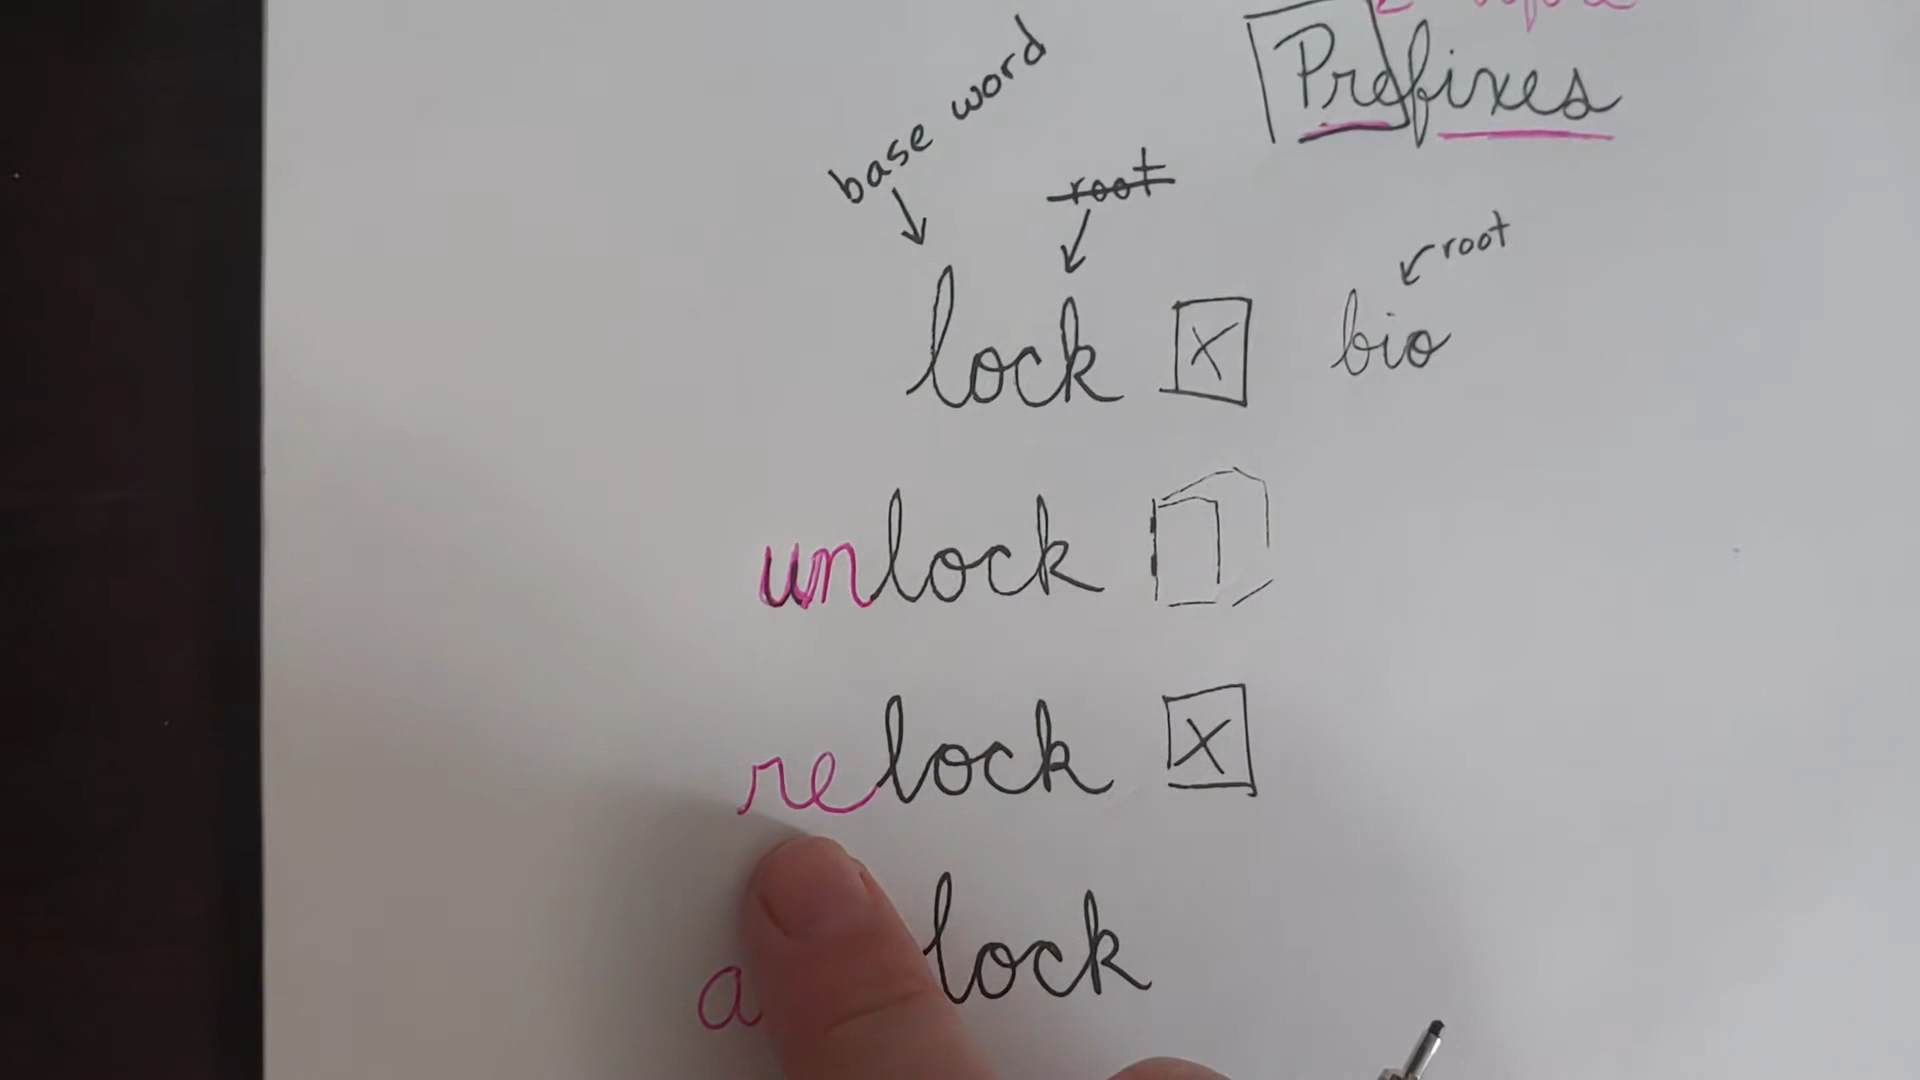 Prefixes
base word
root
root
lock X bio
unlock
relock X
lock